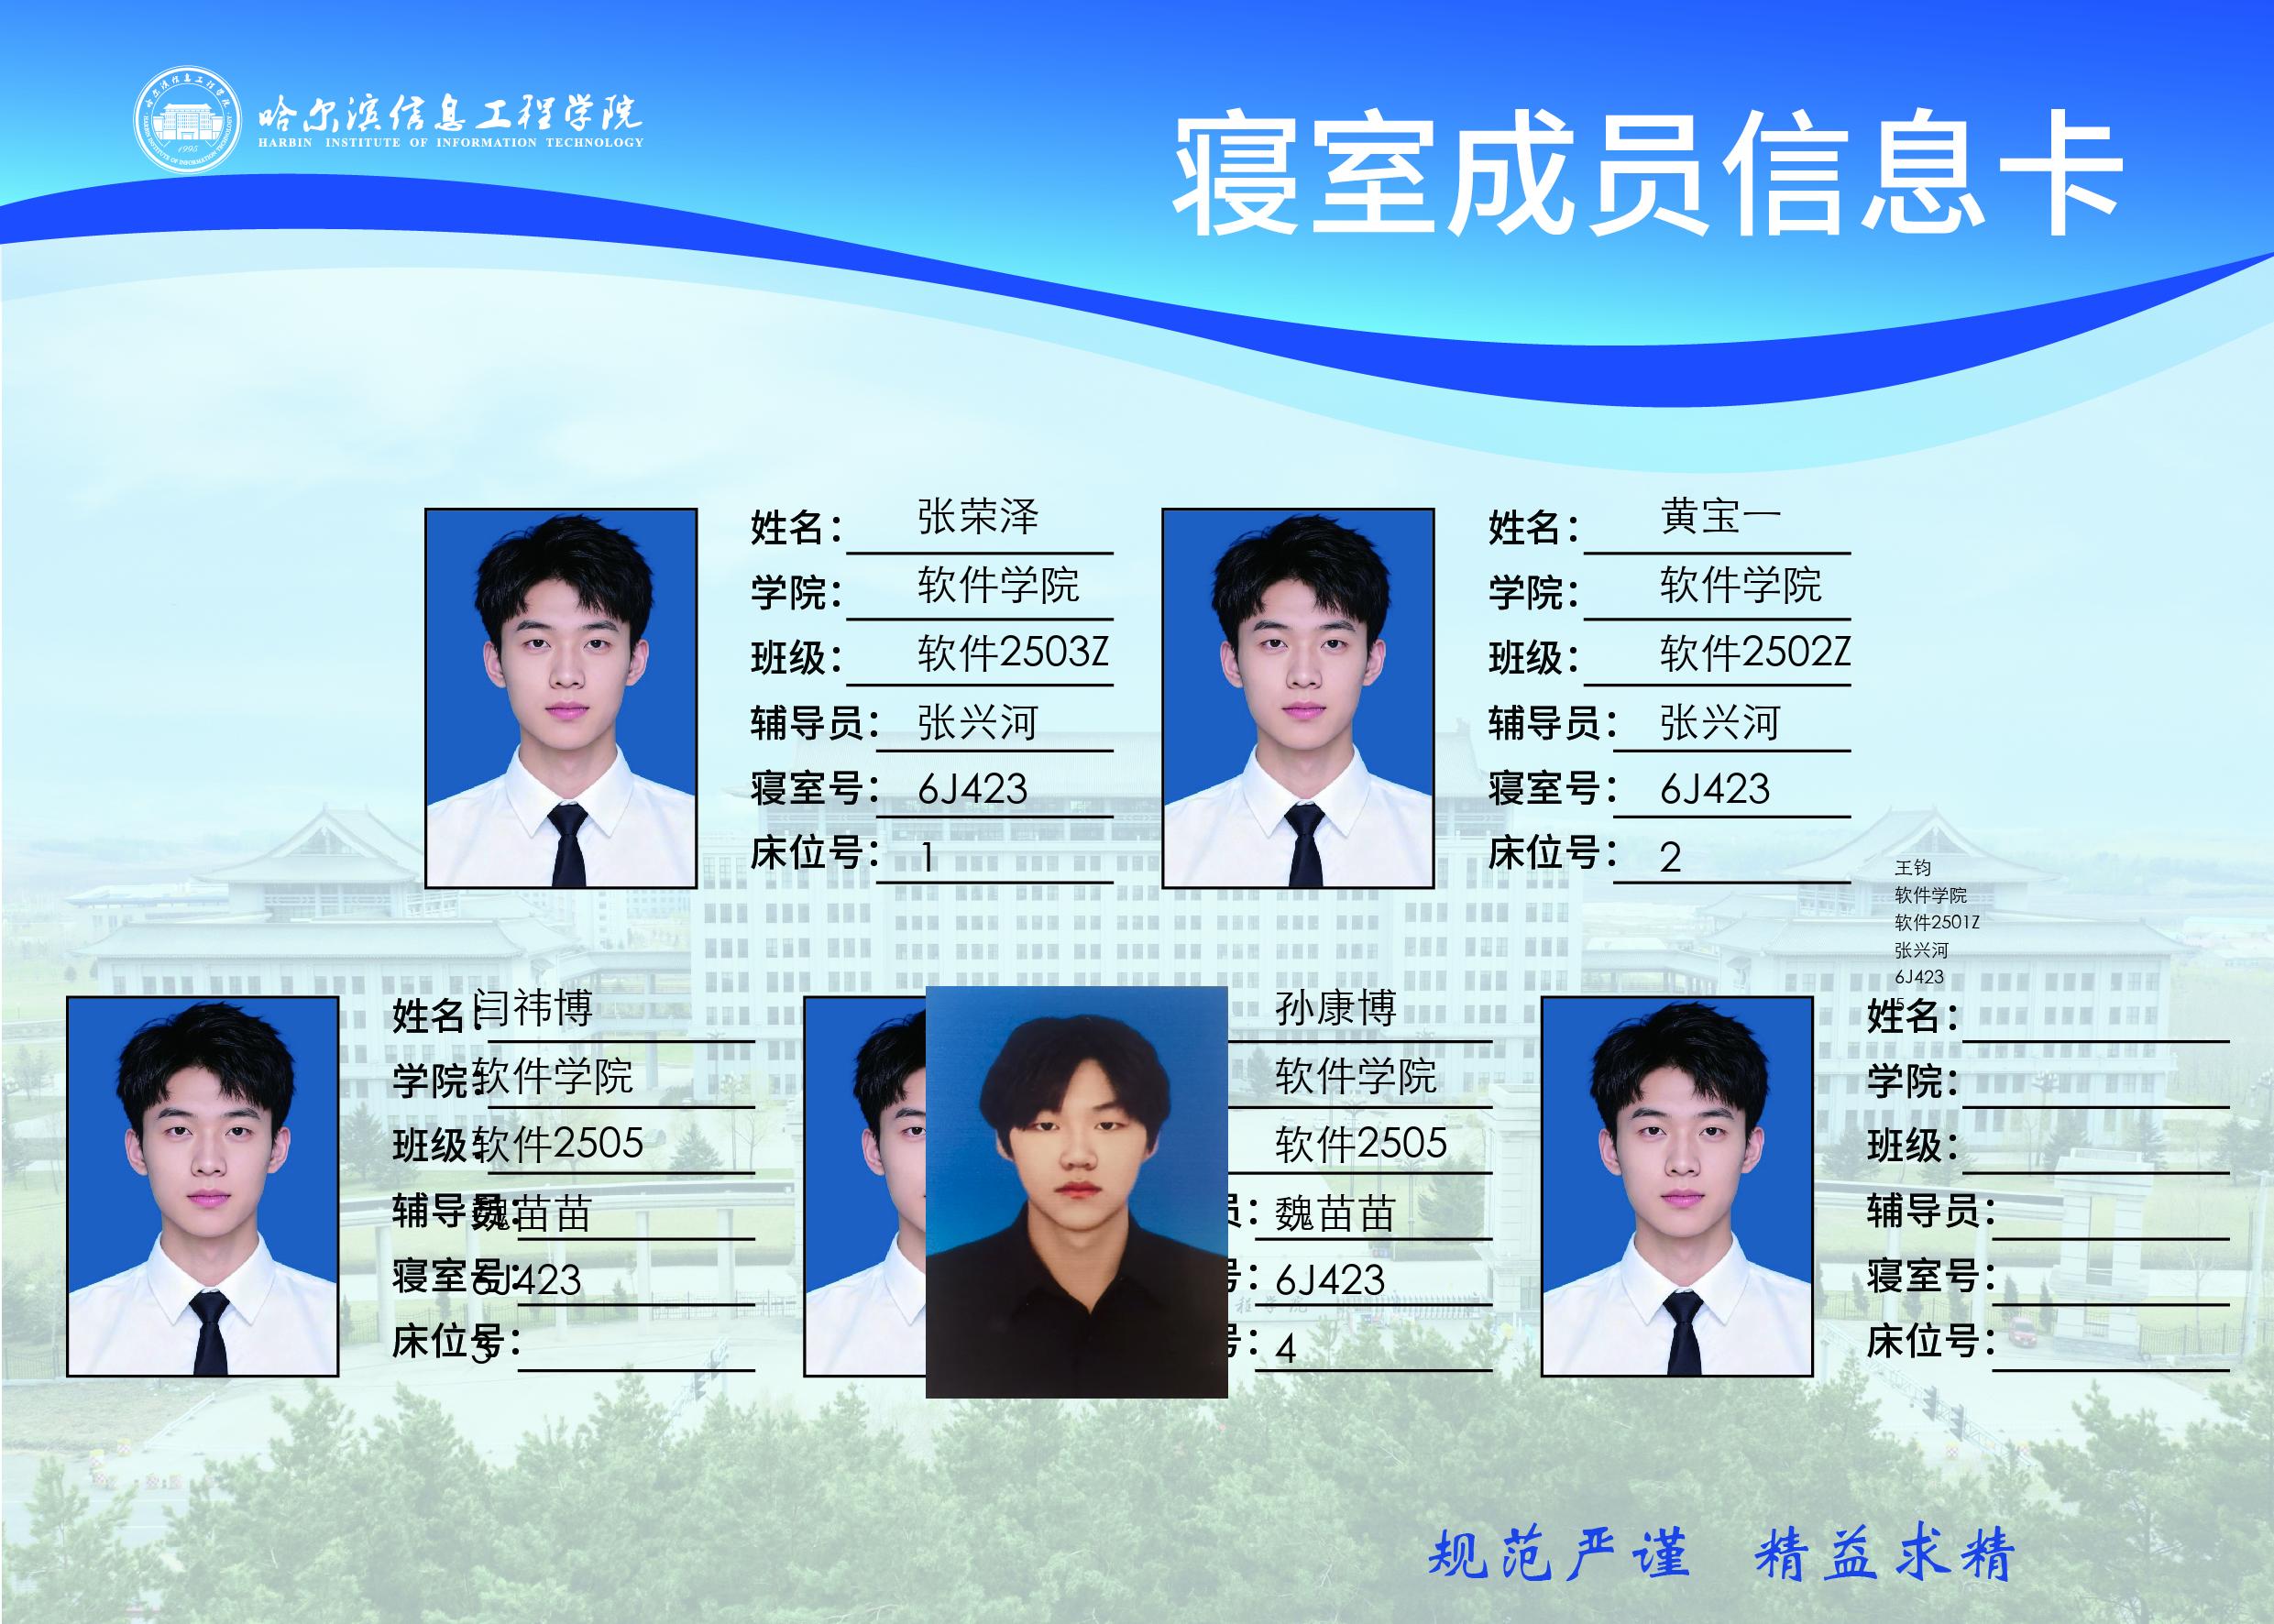 哈尔滨信息工程学院
HARBIN INSTITUTE OF INFORMATION TECHNOLOGY
1995
寝室成员信息卡
姓名：张荣泽
学院：软件学院
班级：软件2503Z
辅导员：张兴河
寝室号：6J423
床位号：1
姓名：黄宝一
学院：软件学院
班级：软件2502Z
辅导员：张兴河
寝室号：6J423
床位号：2
王钧
软件学院
软件2501Z
张兴河
6J423
5
姓名：闫祎博
学院：软件学院
班级：软件2505
辅导员：魏苗苗
寝室号：6J423
床位号：3
孙康博
软件学院
软件2505
员：魏苗苗
号：6J423
号：4
姓名：
学院：
班级：
辅导员：
寝室号：
床位号：
规范严谨 精益求精